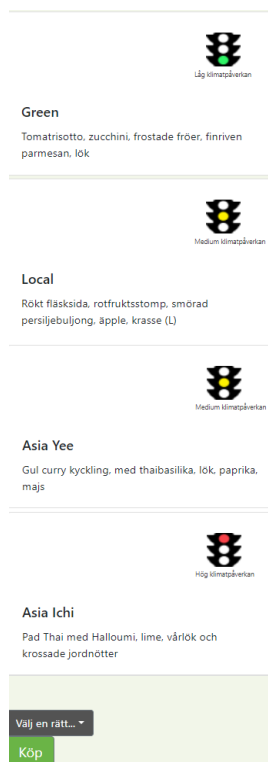 Låg klimatpåverkan
Green
Tomatrisotto, zucchini, frostade fröer, finriven
parmesan, lök
Medium klimatpåverkan
Local
Rökt fläsksida, rotfruktsstomp, smörad
persiljebuljong, äpple, krasse (L)
Medium klimatpåverkan
Asia Yee
Gul curry kyckling, med thaibasilika, lök, paprika,
majs
Hög klimatpåverkan
Asia Ichi
Pad Thai med Halloumi, lime, vårlök och
krossade jordnötter
Välj en rätt...
Köp